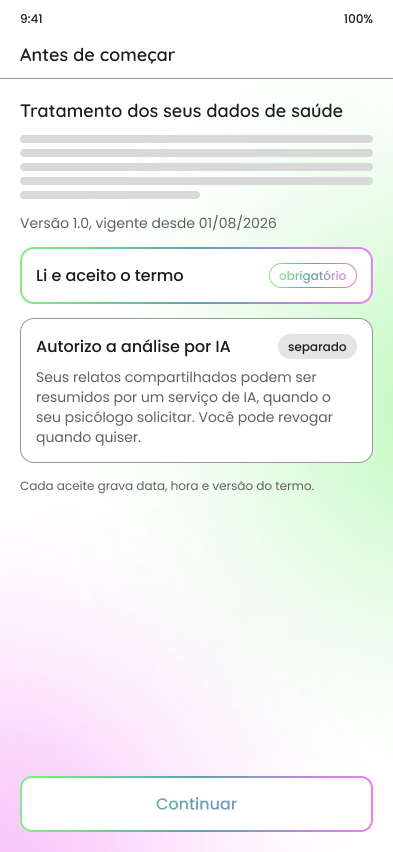 9:41 100%
Antes de começar
Tratamento dos seus dados de saúde
Versão 1.0, vigente desde 01/08/2026
Li e aceito o termo obrigatório
Autorizo a análise por IA separado
Seus relatos compartilhados podem ser
resumidos por um serviço de IA, quando o
seu psicólogo solicitar. Você pode revogar
quando quiser.
Cada aceite grava data, hora e versão do termo.
Continuar